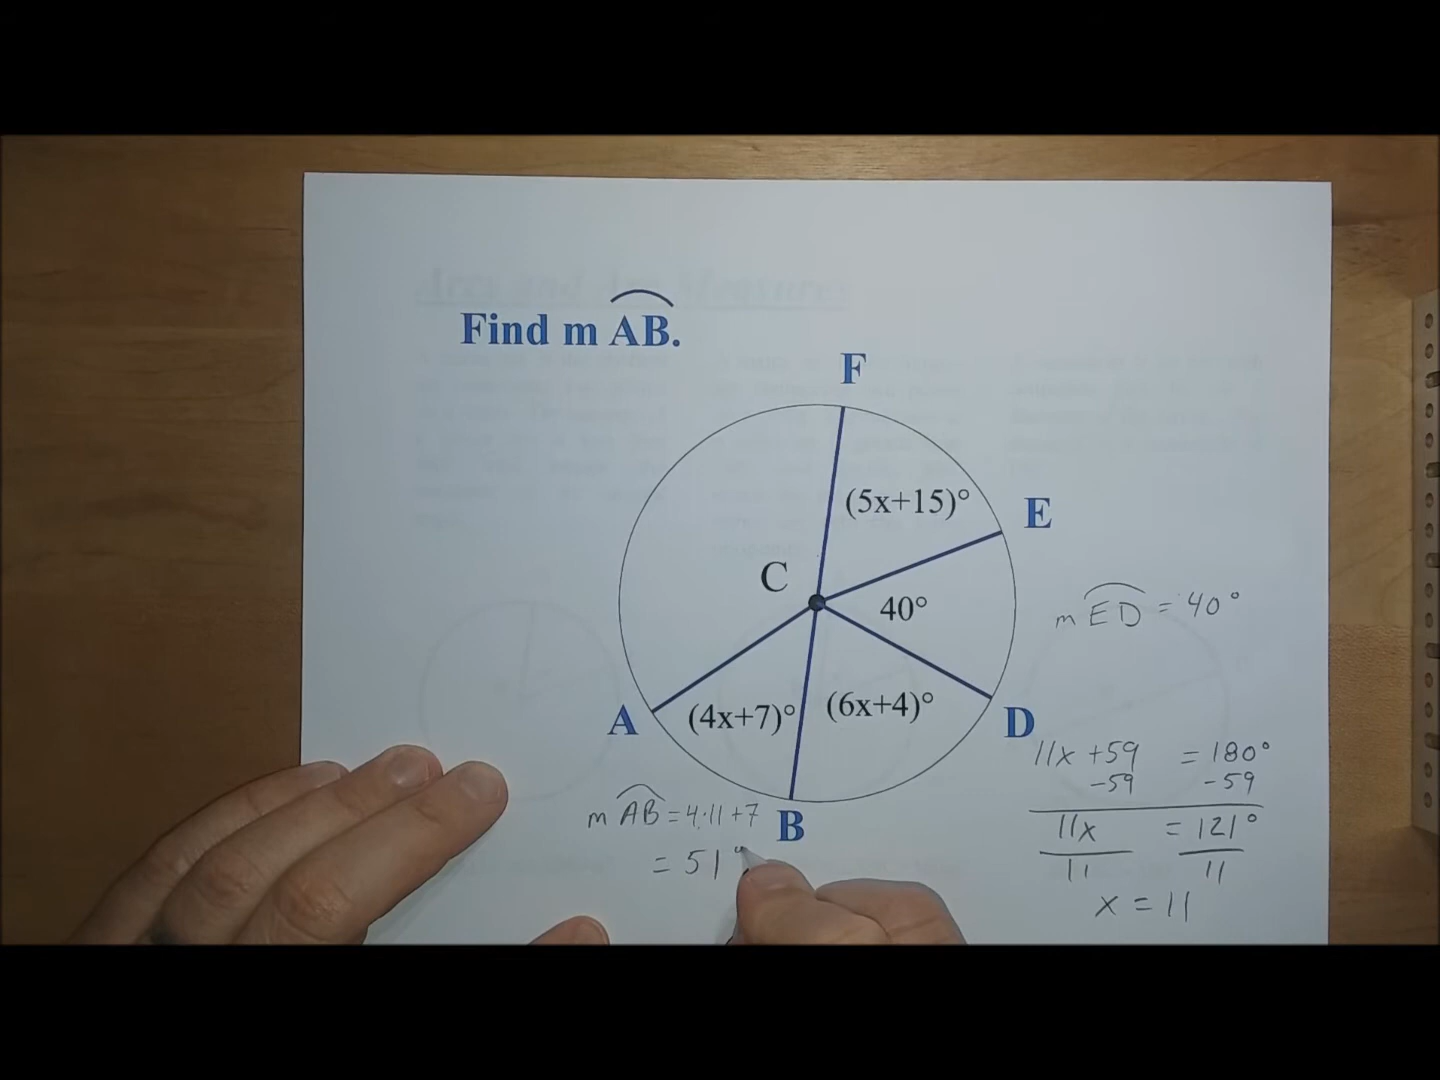 Find m AB.
F
(5x+15)°
E
C
40°
m ED = 40°
A
(4x+7)°
(6x+4)°
D
11x +59 = 180°
-59 -59
m AB = 4·11+7
B
11x = 121°
11 11
= 51°
x = 11